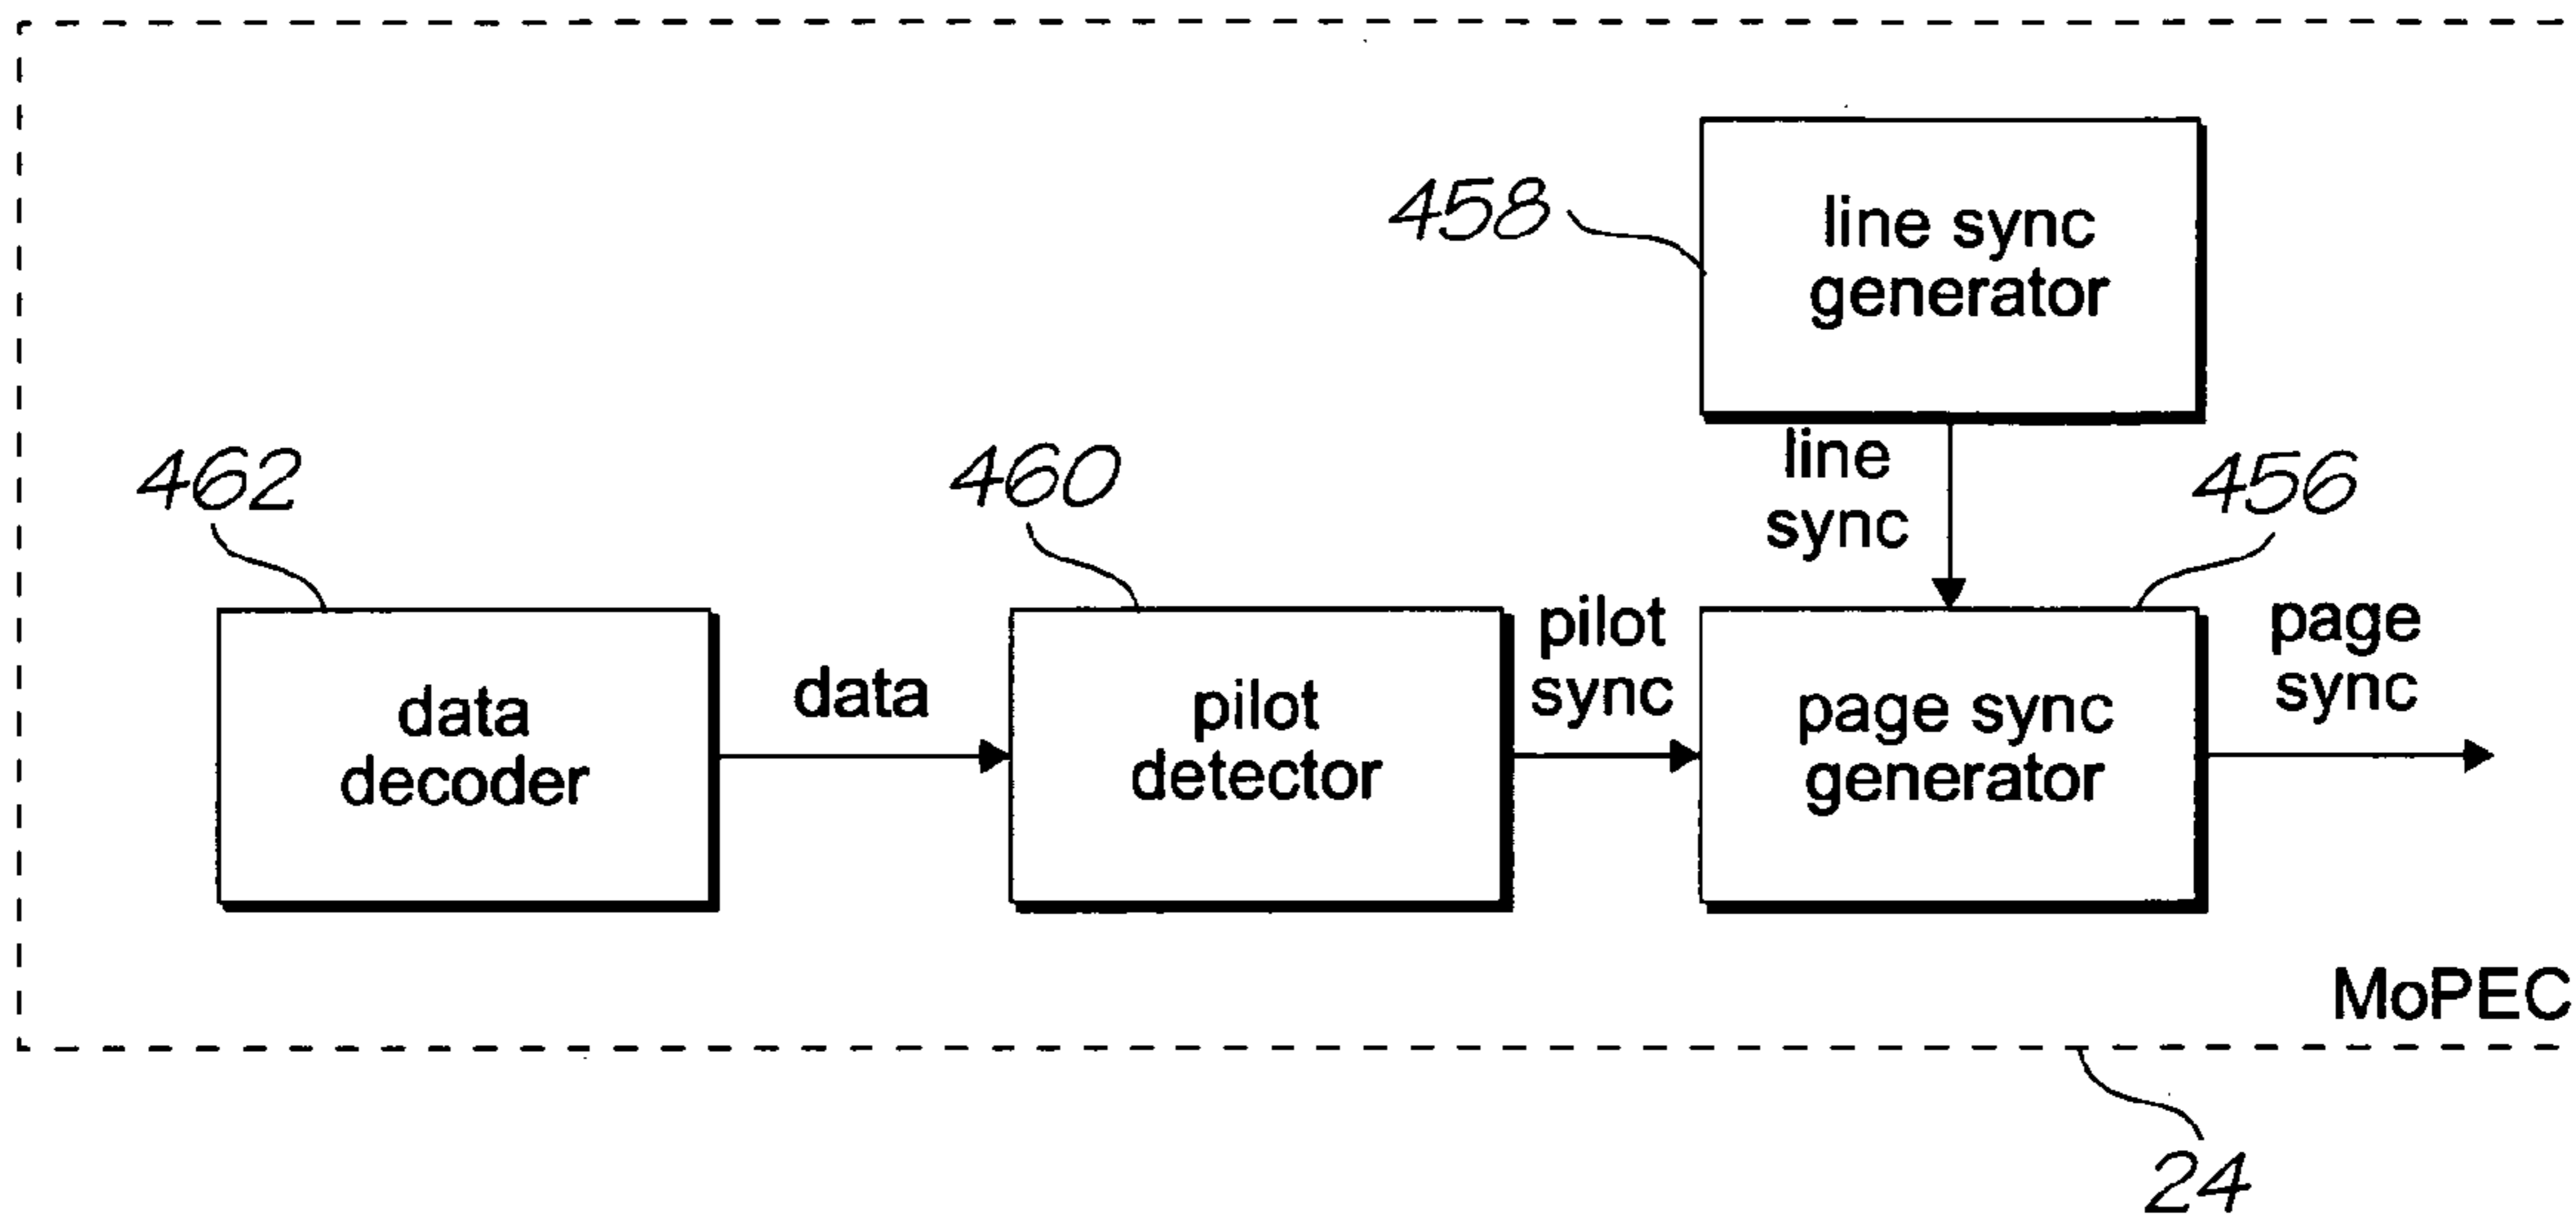 458
line sync
generator
line
sync
462
460
456
data
decoder
data
pilot
detector
pilot
sync
page sync
generator
page
sync
MoPEC
24